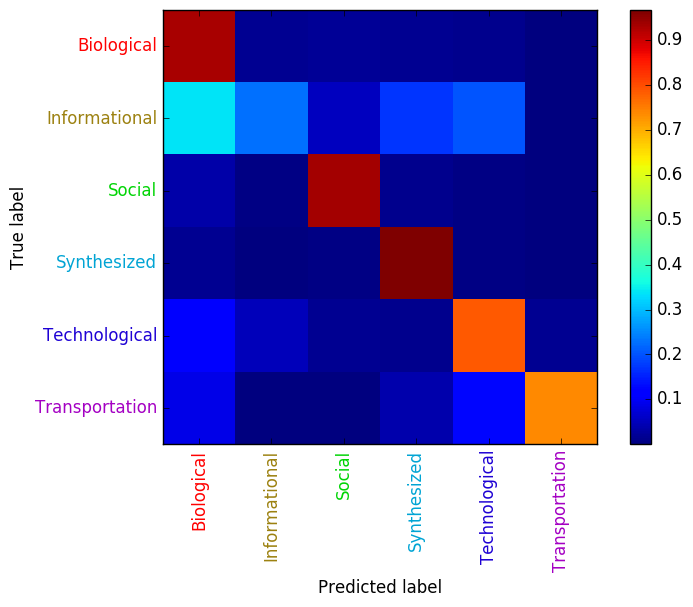 Biological
Informational
Social
Synthesized
Technological
Transportation
True label
Biological
Informational
Social
Synthesized
Technological
Transportation
Predicted label
0.9
0.8
0.7
0.6
0.5
0.4
0.3
0.2
0.1